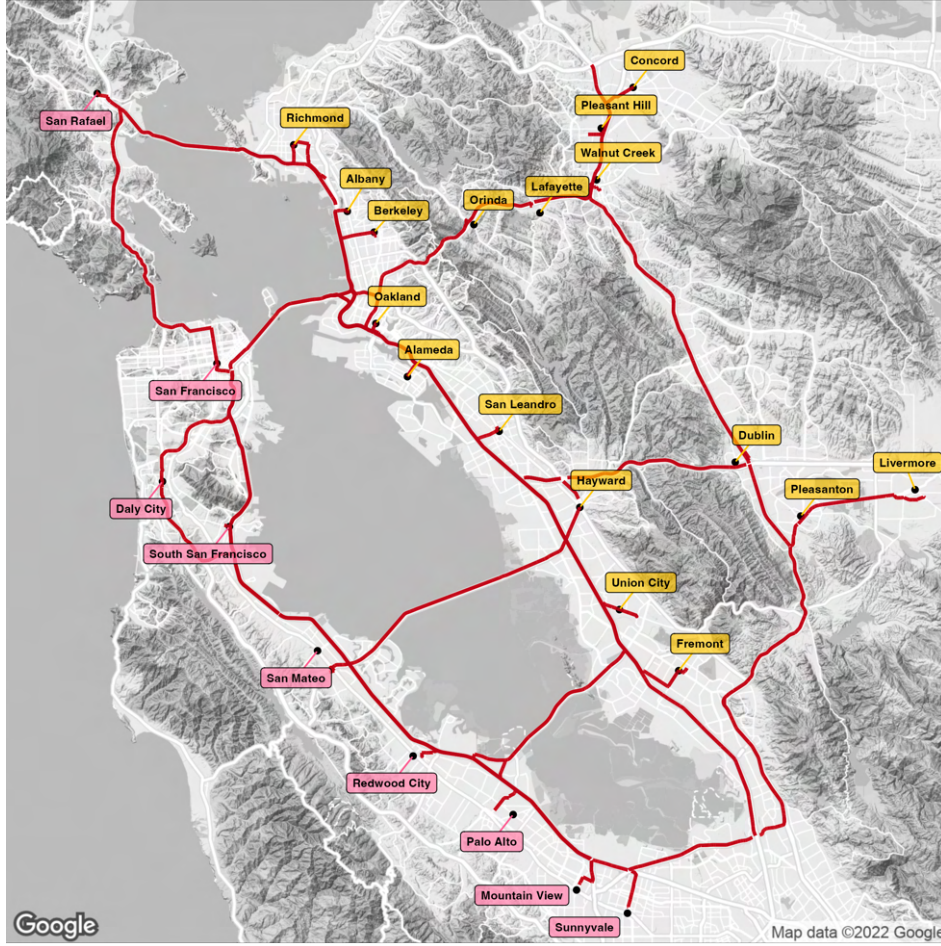 Concord
San Rafael
Pleasant Hill
Richmond
Walnut Creek
Albany
Lafayette
Orinda
Berkeley
Oakland
Alameda
San Francisco
San Leandro
Dublin
Livermore
Hayward
Pleasanton
Daly City
South San Francisco
Union City
Fremont
San Mateo
Redwood City
Palo Alto
Mountain View
Sunnyvale
Google
Map data ©2022 Google